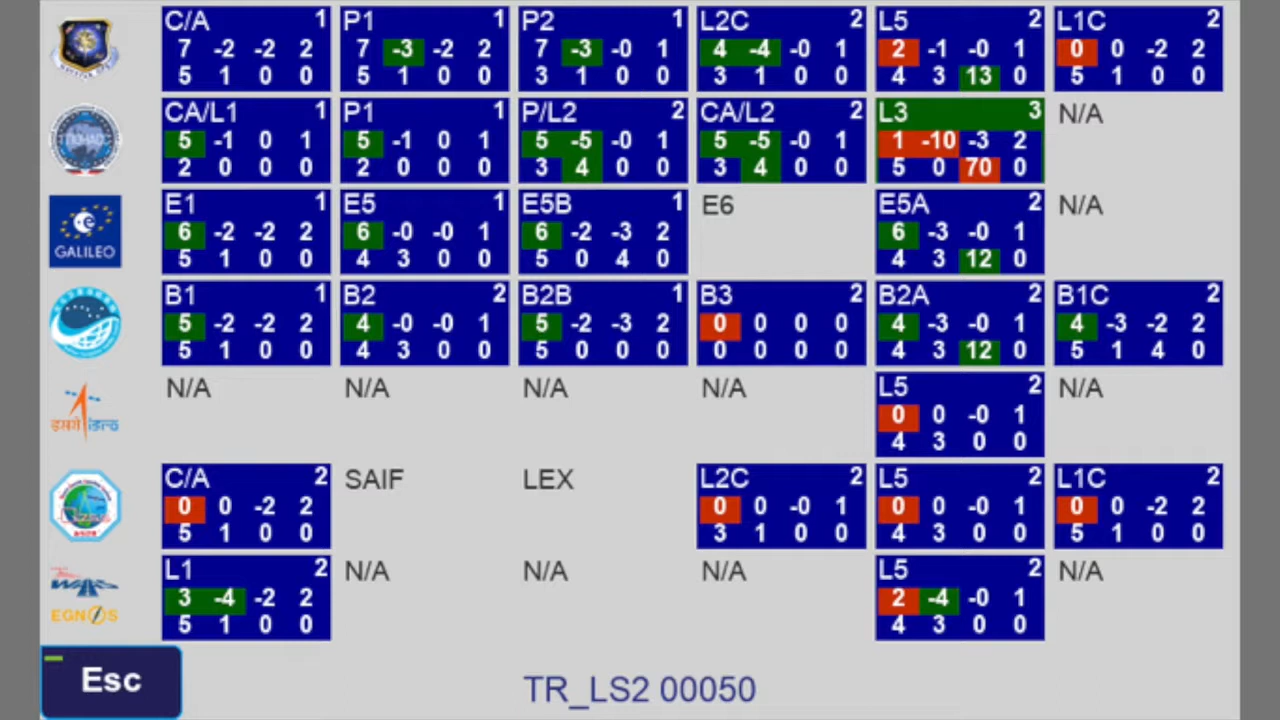 C/A 1 P1 1 P2 1 L2C 2 L5 2 L1C 2
7 -2 -2 2 7 -3 -2 2 7 -3 -0 1 4 -4 -0 1 2 -1 -0 1 0 0 -2 2
5 1 0 0 5 1 0 0 3 1 0 0 3 1 0 0 4 3 13 0 5 1 0 0
CA/L1 1 P1 1 P/L2 2 CA/L2 2 L3 3 N/A
5 -1 0 1 5 -1 0 1 5 -5 -0 1 5 -5 -0 1 1 -10 -3 2
2 0 0 0 2 0 0 0 3 4 0 0 3 4 0 0 5 0 70 0
E1 1 E5 1 E5B 1 E6 E5A 2 N/A
6 -2 -2 2 6 -0 -0 1 6 -2 -3 2 6 -3 -0 1
GALILEO
5 1 0 0 4 3 0 0 5 0 4 0 4 3 12 0
B1 1 B2 2 B2B 1 B3 2 B2A 2 B1C 2
5 -2 -2 2 4 -0 -0 1 5 -2 -3 2 0 0 0 0 4 -3 -0 1 4 -3 -2 2
5 1 0 0 4 3 0 0 5 0 0 0 0 0 0 0 4 3 12 0 5 1 4 0
N/A N/A N/A N/A L5 2 N/A
0 0 -0 1
इसरो isro
4 3 0 0
C/A 2 SAIF LEX L2C 2 L5 2 L1C 2
0 0 -2 2 0 0 -0 1 0 0 -0 1 0 0 -2 2
5 1 0 0 3 1 0 0 4 3 0 0 5 1 0 0
L1 2 N/A N/A N/A L5 2 N/A
3 -4 -2 2 2 -4 -0 1
EGNOS
5 1 0 0 4 3 0 0
Esc
TR_LS2 00050